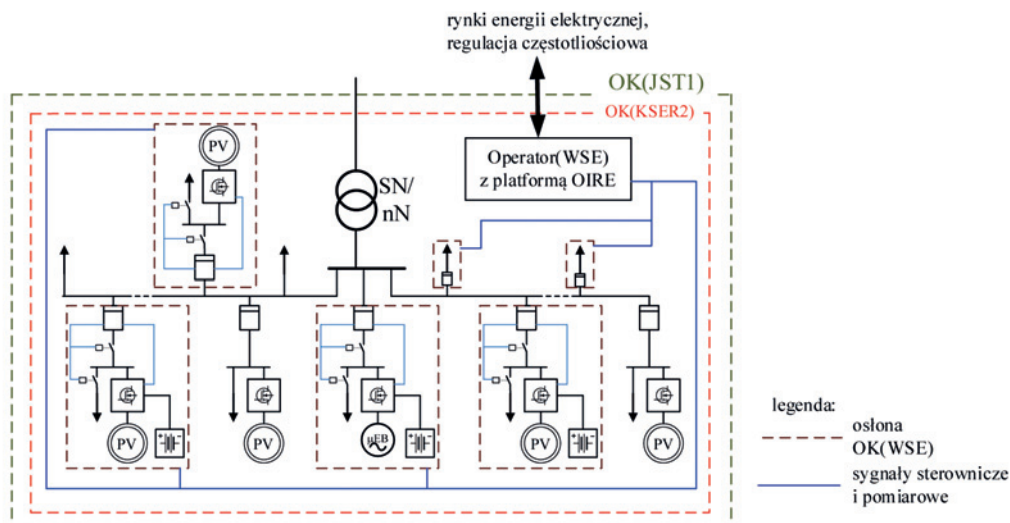 rynki energii elektrycznej,
regulacja częstotliościowa
OK(JST1)
OK(KSER2)
Operator(WSE)
z platformą OIRE
PV
SN/
nN
PV
PV
µEB
PV
PV
legenda:
osłona
OK(WSE)
sygnały sterownicze
i pomiarowe